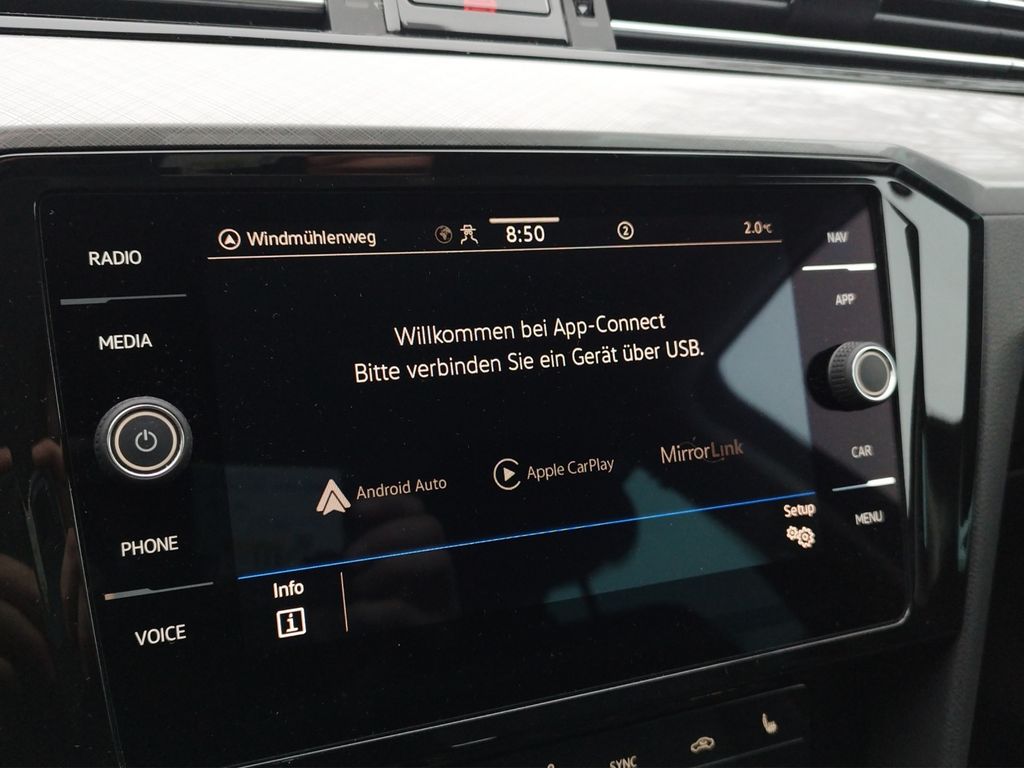 Windmühlenweg
8:50
2
2.0°C
NAV
RADIO
APP
MEDIA
Willkommen bei App-Connect
Bitte verbinden Sie ein Gerät über USB.
Android Auto
Apple CarPlay
MirrorLink
CAR
Setup
MENU
PHONE
Info
i
VOICE
SYNC